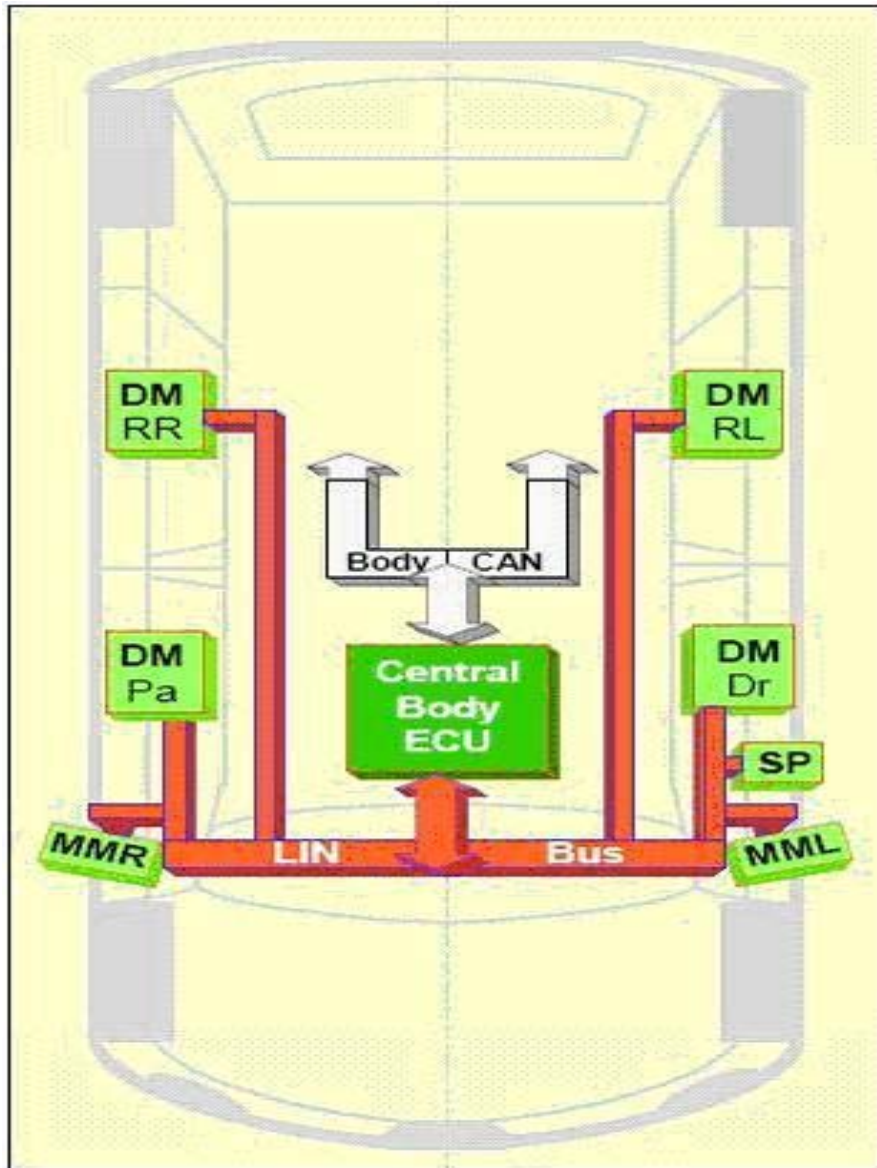 DM
RR
DM
RL
Body CAN
DM
Pa
Central
Body
ECU
DM
Dr
SP
MMR
LIN Bus
MML